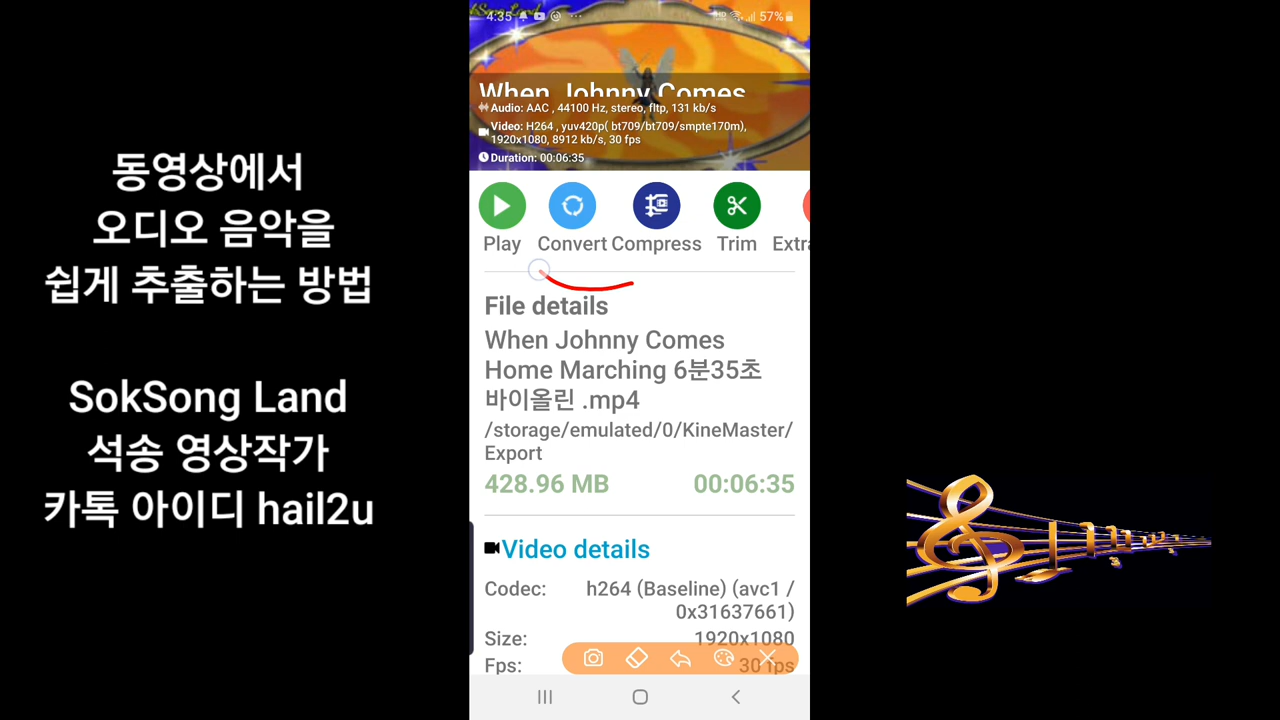 동영상에서
오디오 음악을
쉽게 추출하는 방법
SokSong Land
석송 영상작가
카톡 아이디 hail2u
4:35
57%
When Johnny Comes
Audio: AAC , 44100 Hz, stereo, fltp, 131 kb/s
Video: H264 , yuv420p( bt709/bt709/smpte170m),
1920x1080, 8912 kb/s, 30 fps
Duration: 00:06:35
Play Convert Compress Trim Extra
File details
When Johnny Comes
Home Marching 6분35초
바이올린 .mp4
/storage/emulated/0/KineMaster/
Export
428.96 MB 00:06:35
Video details
Codec: h264 (Baseline) (avc1 /
0x31637661)
Size: 1920x1080
Fps: 30 fps